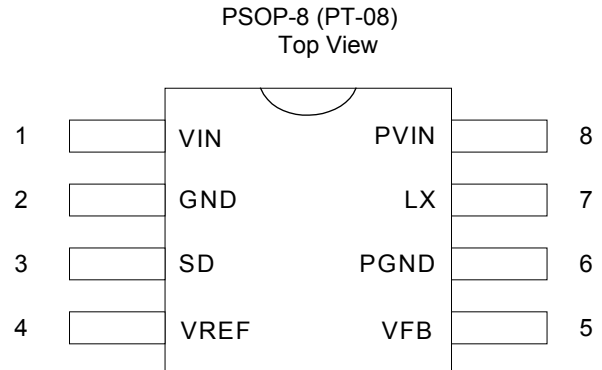 PSOP-8 (PT-08)
Top View
1 VIN PVIN 8
2 GND LX 7
3 SD PGND 6
4 VREF VFB 5